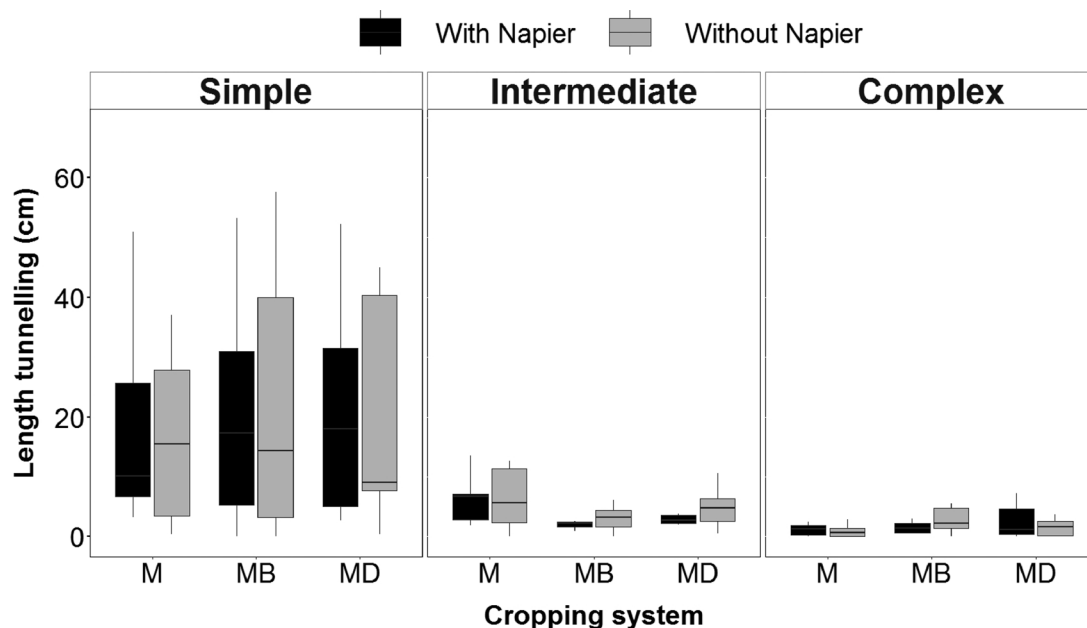 With Napier Without Napier
Simple Intermediate Complex
Length tunnelling (cm)
60
40
20
0
M MB MD M MB MD M MB MD
Cropping system